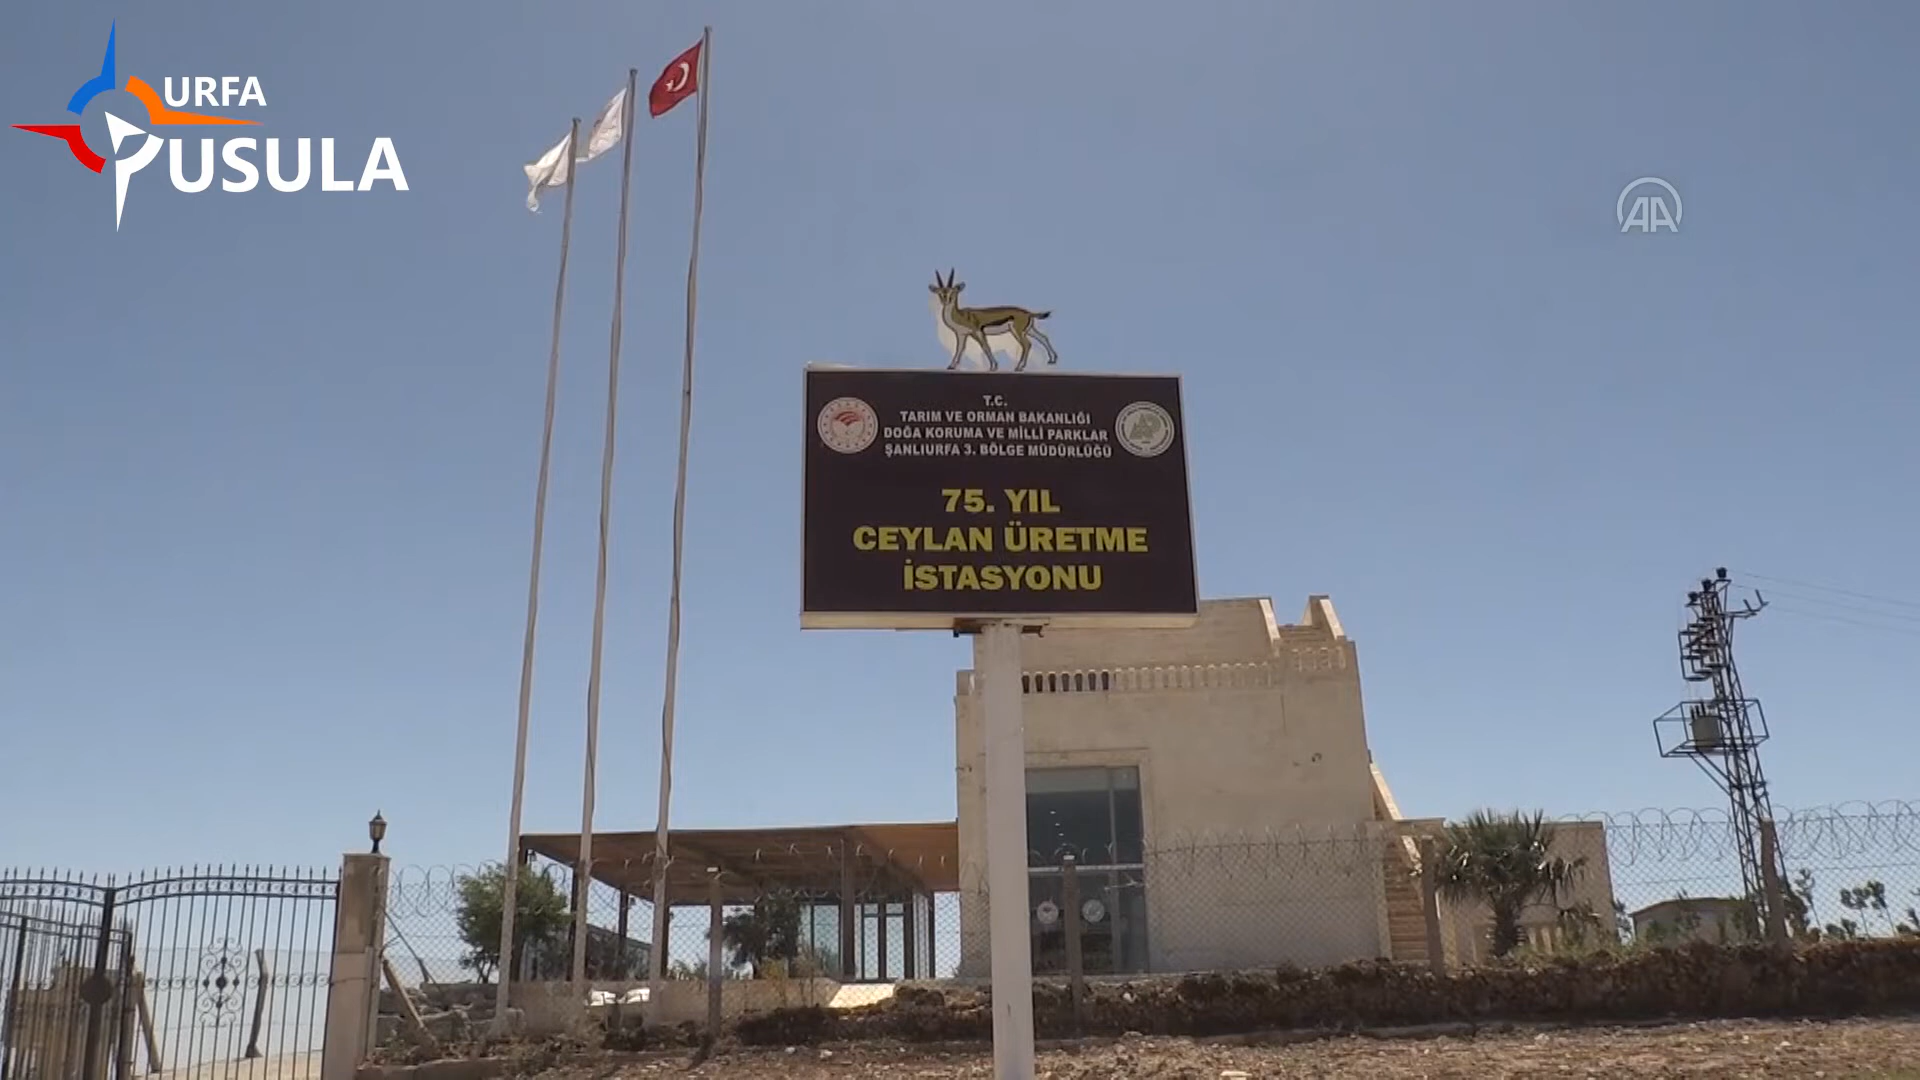 URFA
PUSULA
AA
T.C.
TARIM VE ORMAN BAKANLIĞI
DOĞA KORUMA VE MİLLİ PARKLAR
ŞANLIURFA 3. BÖLGE MÜDÜRLÜĞÜ
75. YIL
CEYLAN ÜRETME
İSTASYONU